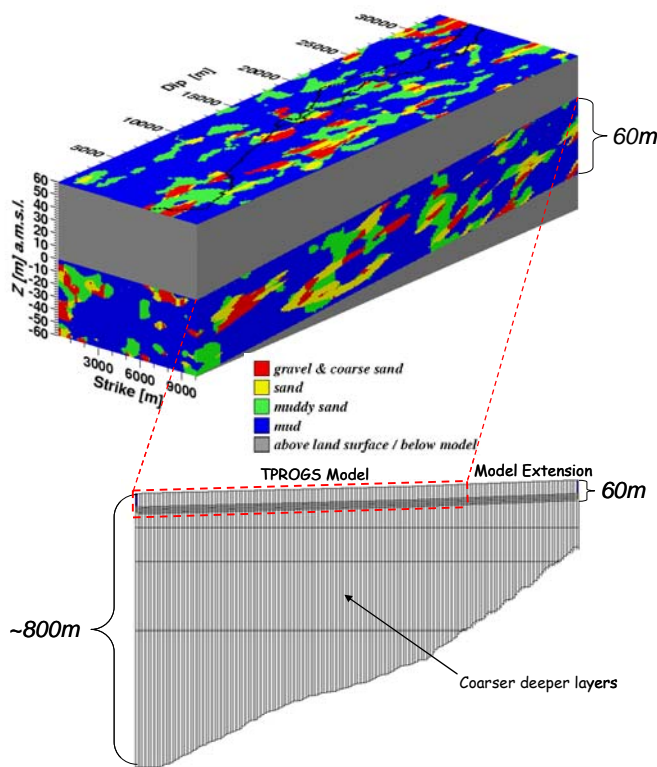 Dip [m]
5000
10000
15000
20000
25000
30000
60m
Z [m] a.m.s.l.
60
50
40
30
20
10
0
-10
-20
-30
-40
-50
-60
3000
6000
9000
Strike [m]
gravel & coarse sand
sand
muddy sand
mud
above land surface / below model
TPROGS Model
Model Extension
60m
~800m
Coarser deeper layers